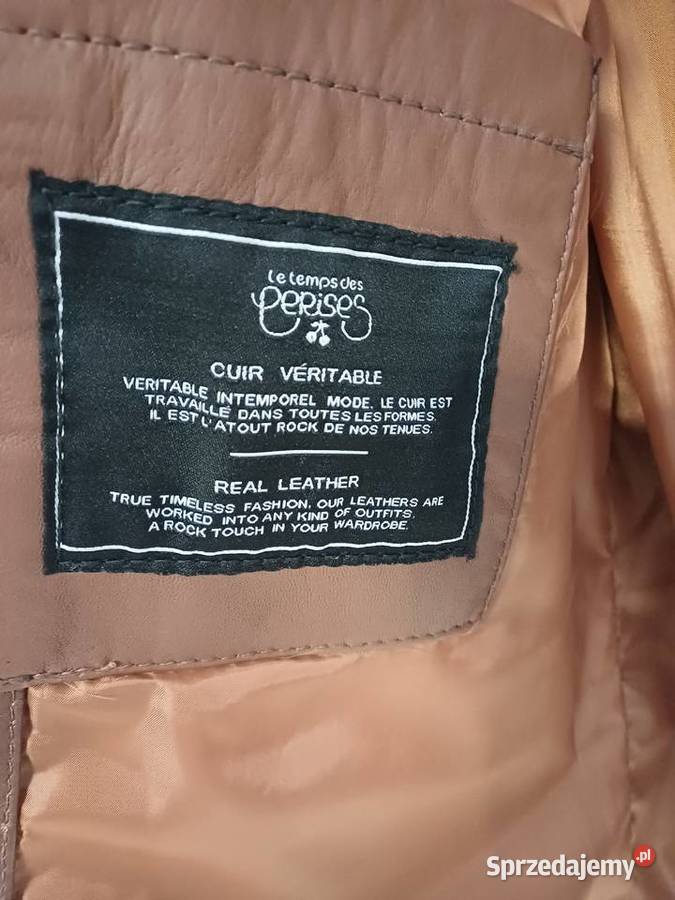 Le temps des
CERISES
CUIR VÉRITABLE
VERITABLE INTEMPOREL MODE. LE CUIR EST
TRAVAILLÉ DANS TOUTES LES FORMES.
IL EST L'ATOUT ROCK DE NOS TENUES.
REAL LEATHER
TRUE TIMELESS FASHION. OUR LEATHERS ARE
WORKED INTO ANY KIND OF OUTFITS.
A ROCK TOUCH IN YOUR WARDROBE.
Sprzedajemy.pl